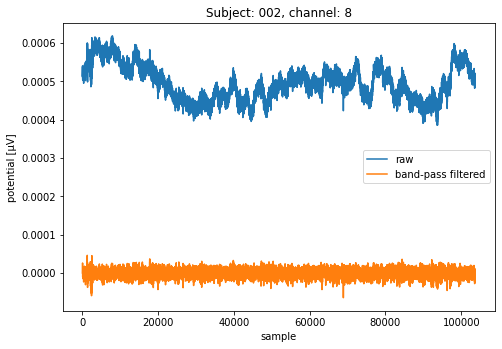 Subject: 002, channel: 8
potential [µV]
0.0006
0.0005
0.0004
0.0003
0.0002
0.0001
0.0000
raw
band-pass filtered
0
20000
40000
60000
80000
100000
sample